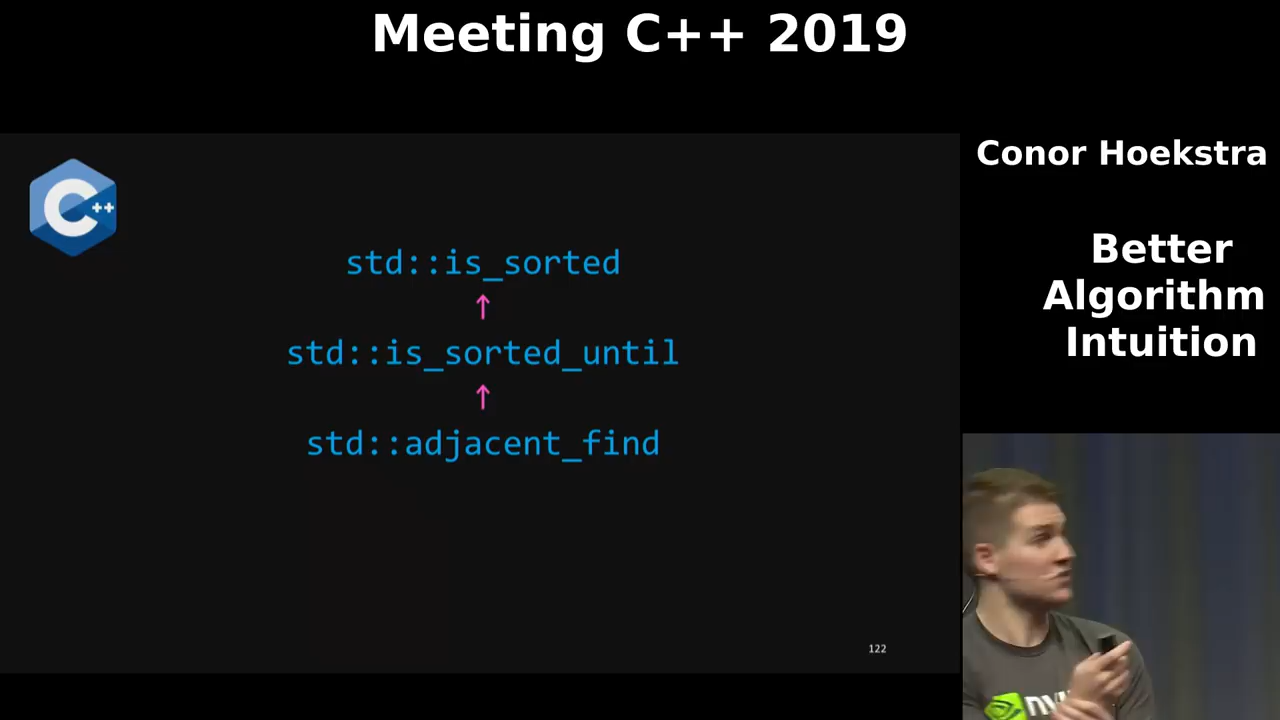 Meeting C++ 2019
Conor Hoekstra
Better
Algorithm
Intuition
C++
std::is_sorted
↑
std::is_sorted_until
↑
std::adjacent_find
122